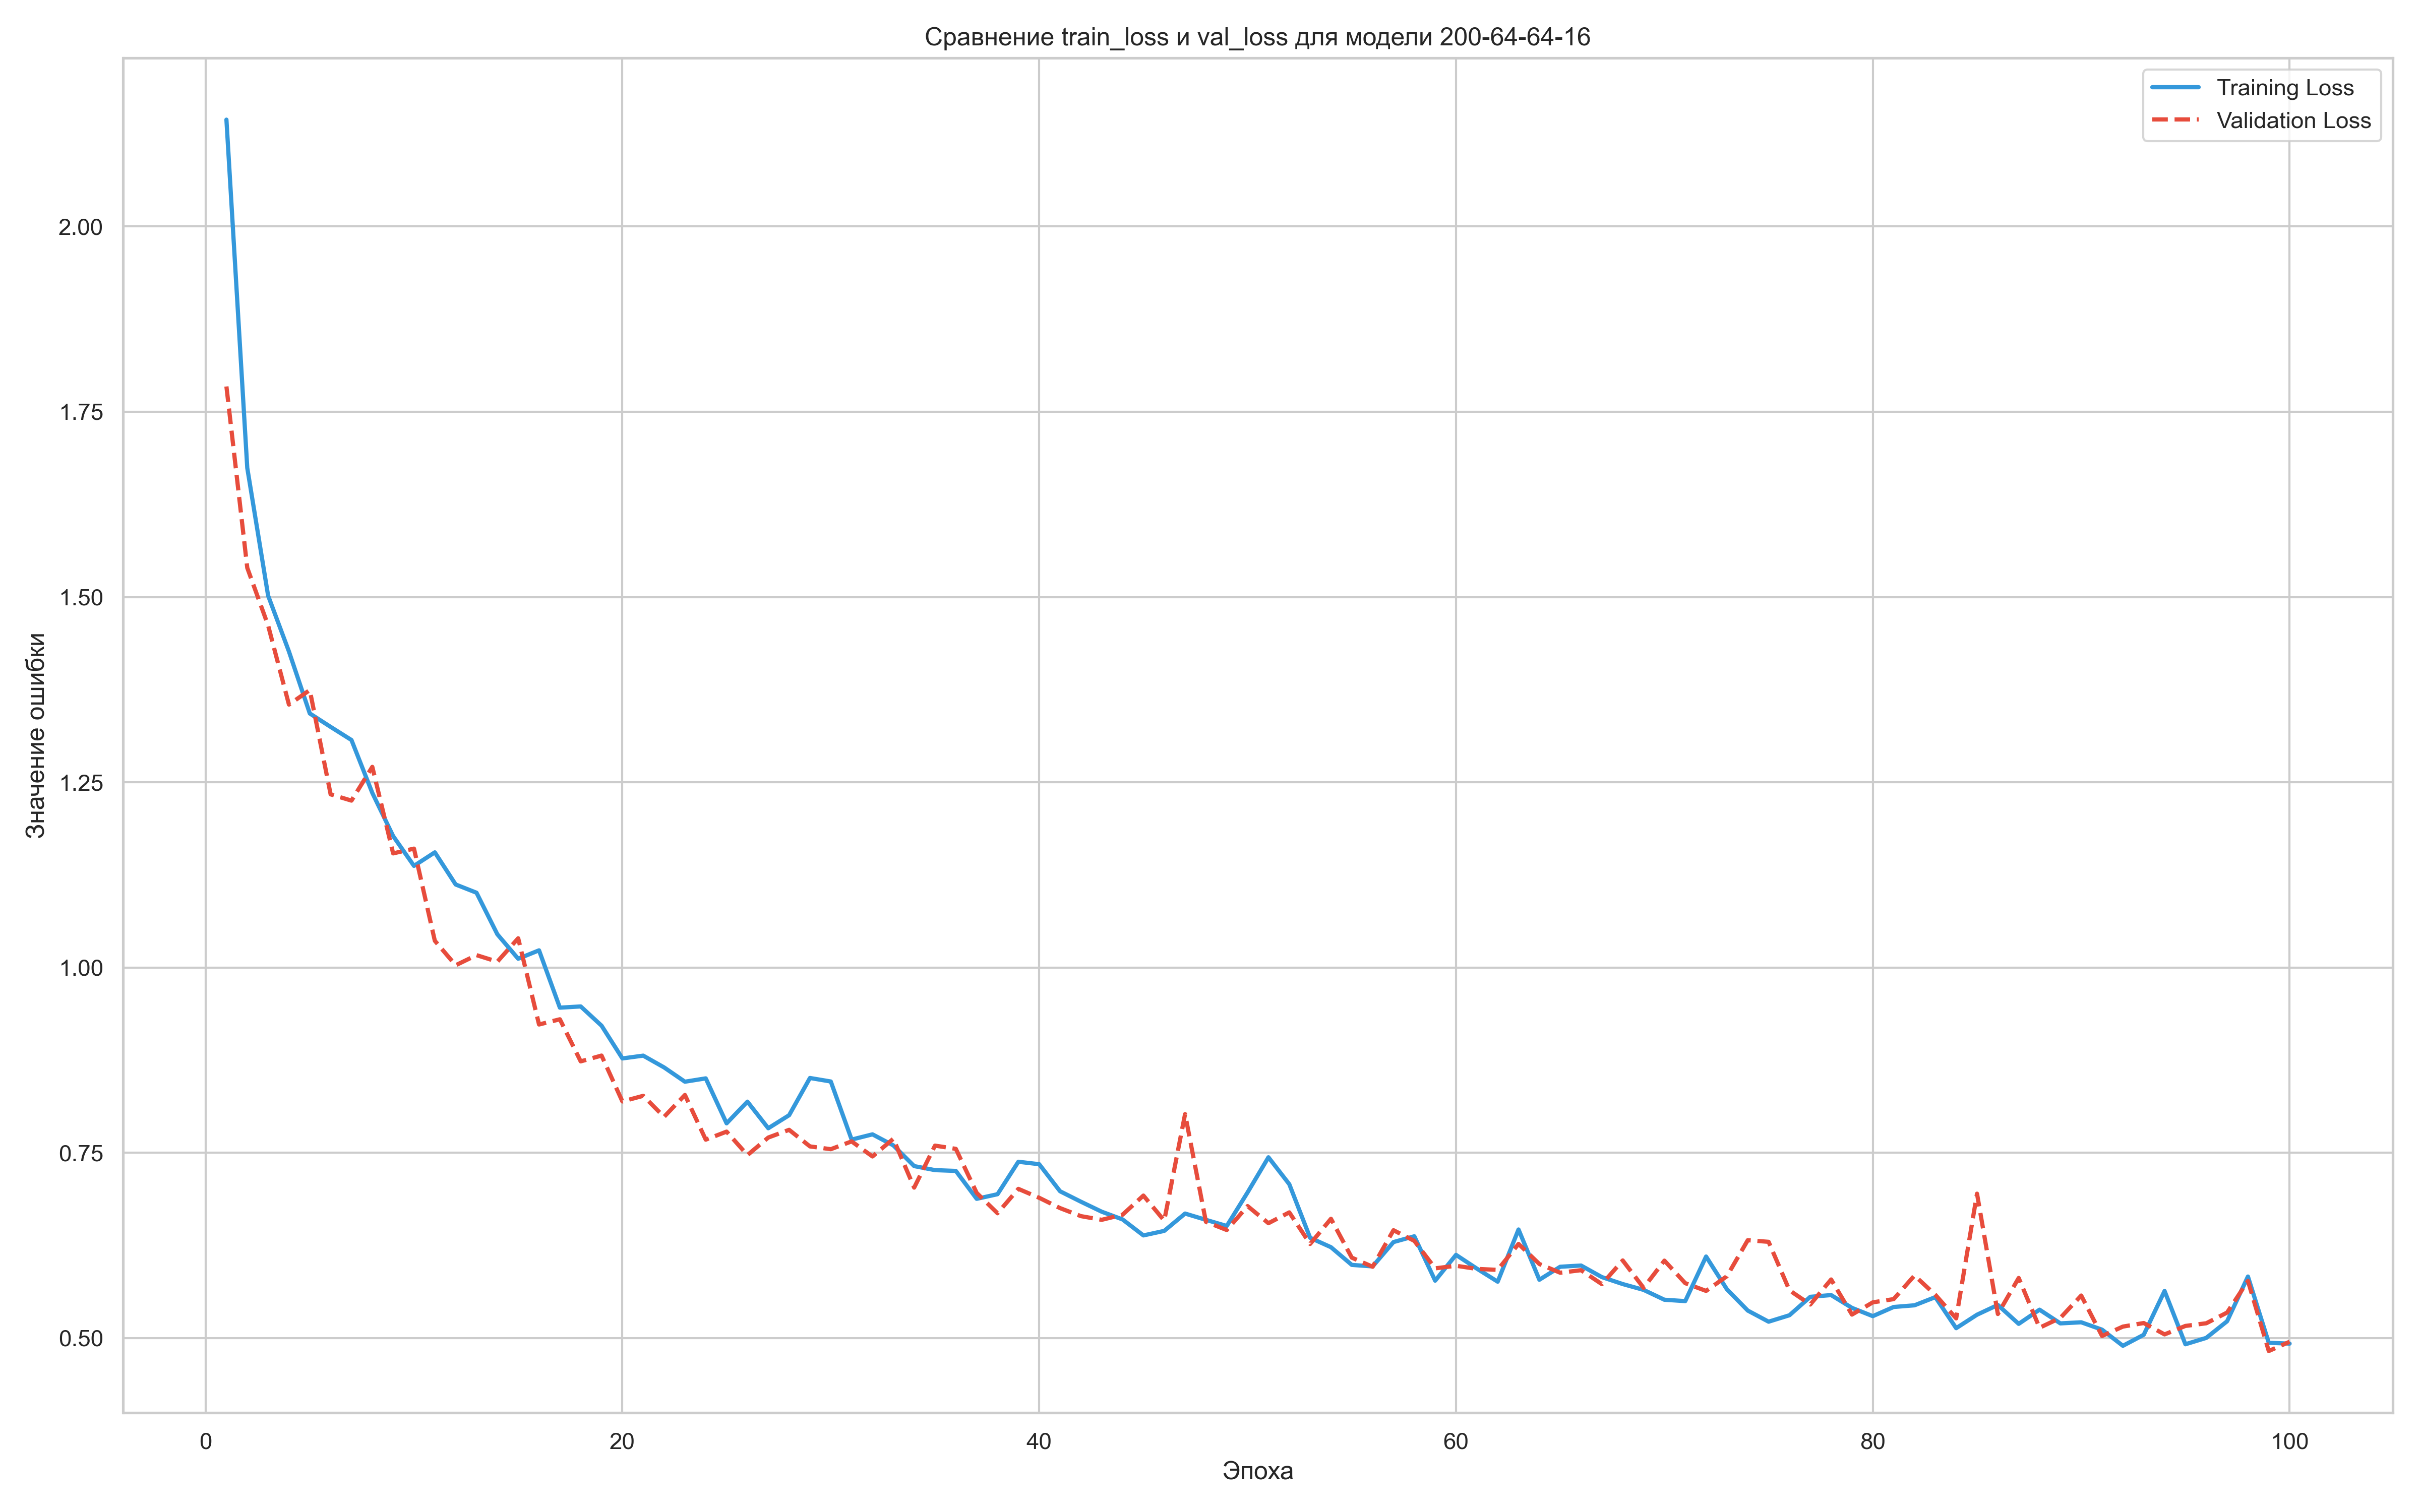 Сравнение train_loss и val_loss для модели 200-64-64-16
Training Loss
Validation Loss
Значение ошибки
2.00
1.75
1.50
1.25
1.00
0.75
0.50
0 20 40 60 80 100
Эпоха